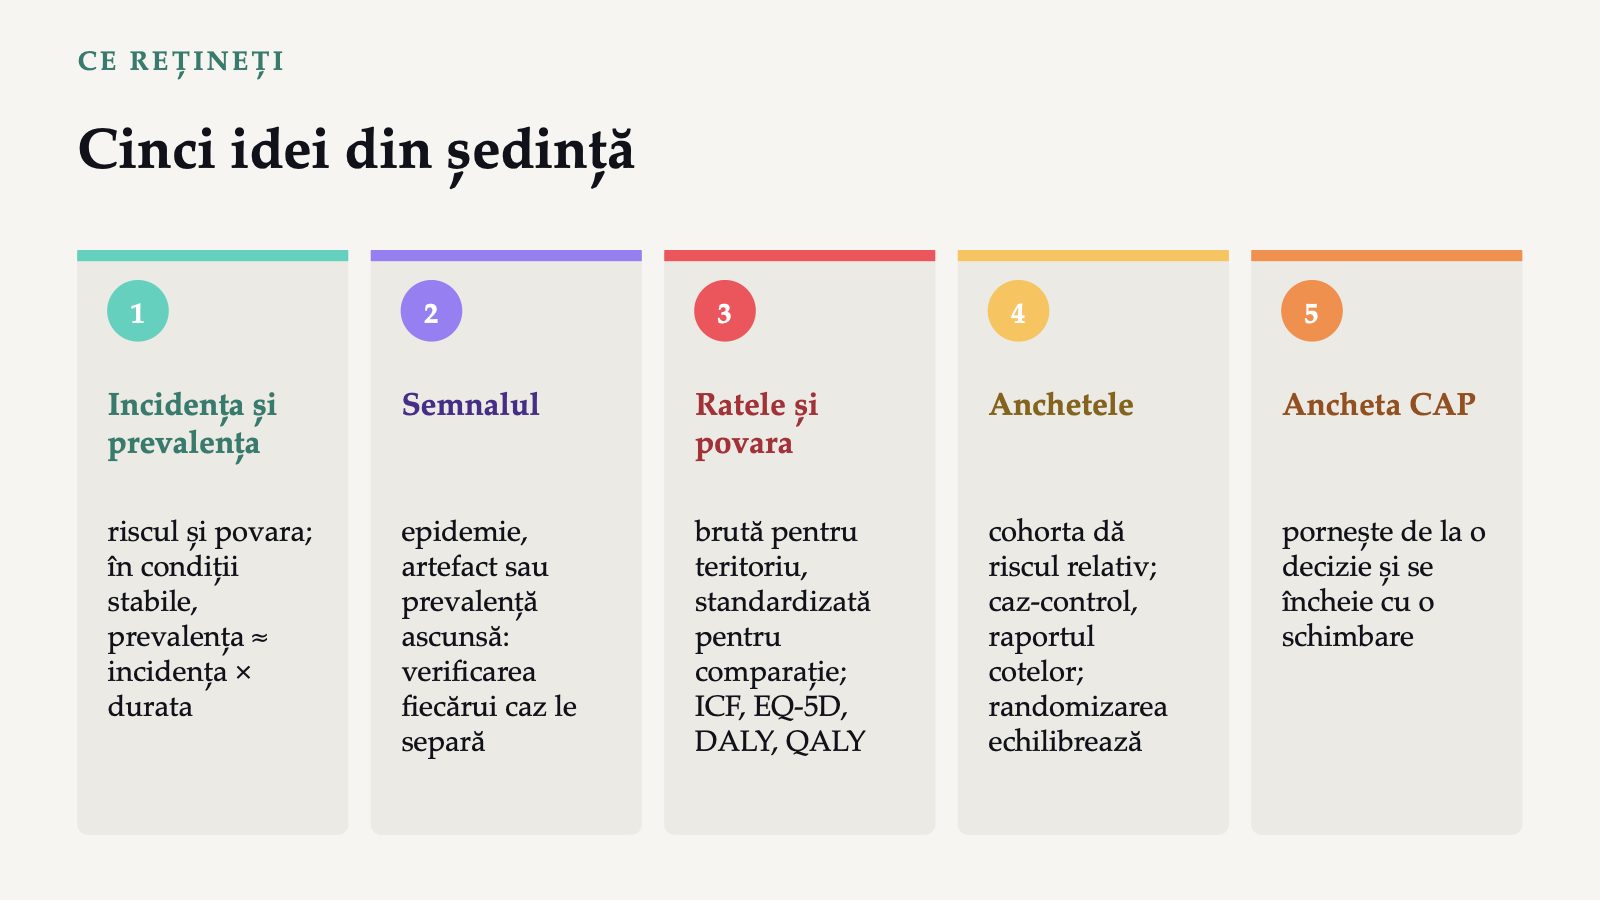 CE REȚINEȚI
Cinci idei din ședință
1
Incidența și
prevalența
riscul și povara;
în condiții
stabile,
prevalența ≈
incidența ×
durata
2
Semnalul
epidemie,
artefact sau
prevalență
ascunsă:
verificarea
fiecărui caz le
separă
3
Ratele și
povara
brută pentru
teritoriu,
standardizată
pentru
comparație;
ICF, EQ-5D,
DALY, QALY
4
Anchetele
cohorta dă
riscul relativ;
caz-control,
raportul
cotelor;
randomizarea
echilibrează
5
Ancheta CAP
pornește de la o
decizie și se
încheie cu o
schimbare